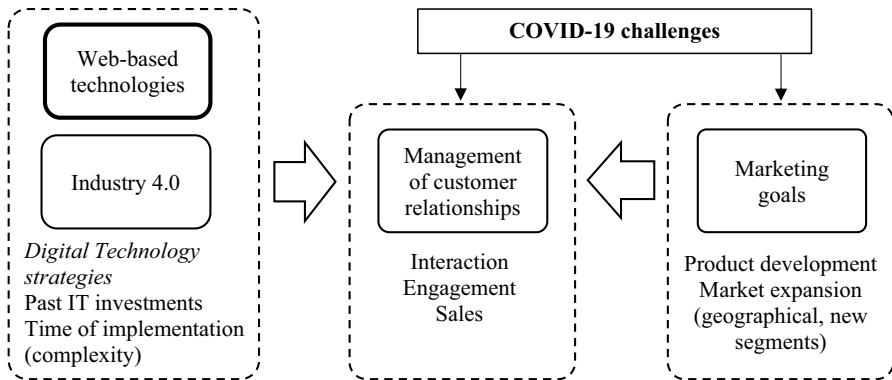 COVID-19 challenges
Web-based
technologies
Industry 4.0
Digital Technology
strategies
Past IT investments
Time of implementation
(complexity)
Management
of customer
relationships
Interaction
Engagement
Sales
Marketing
goals
Product development
Market expansion
(geographical, new
segments)